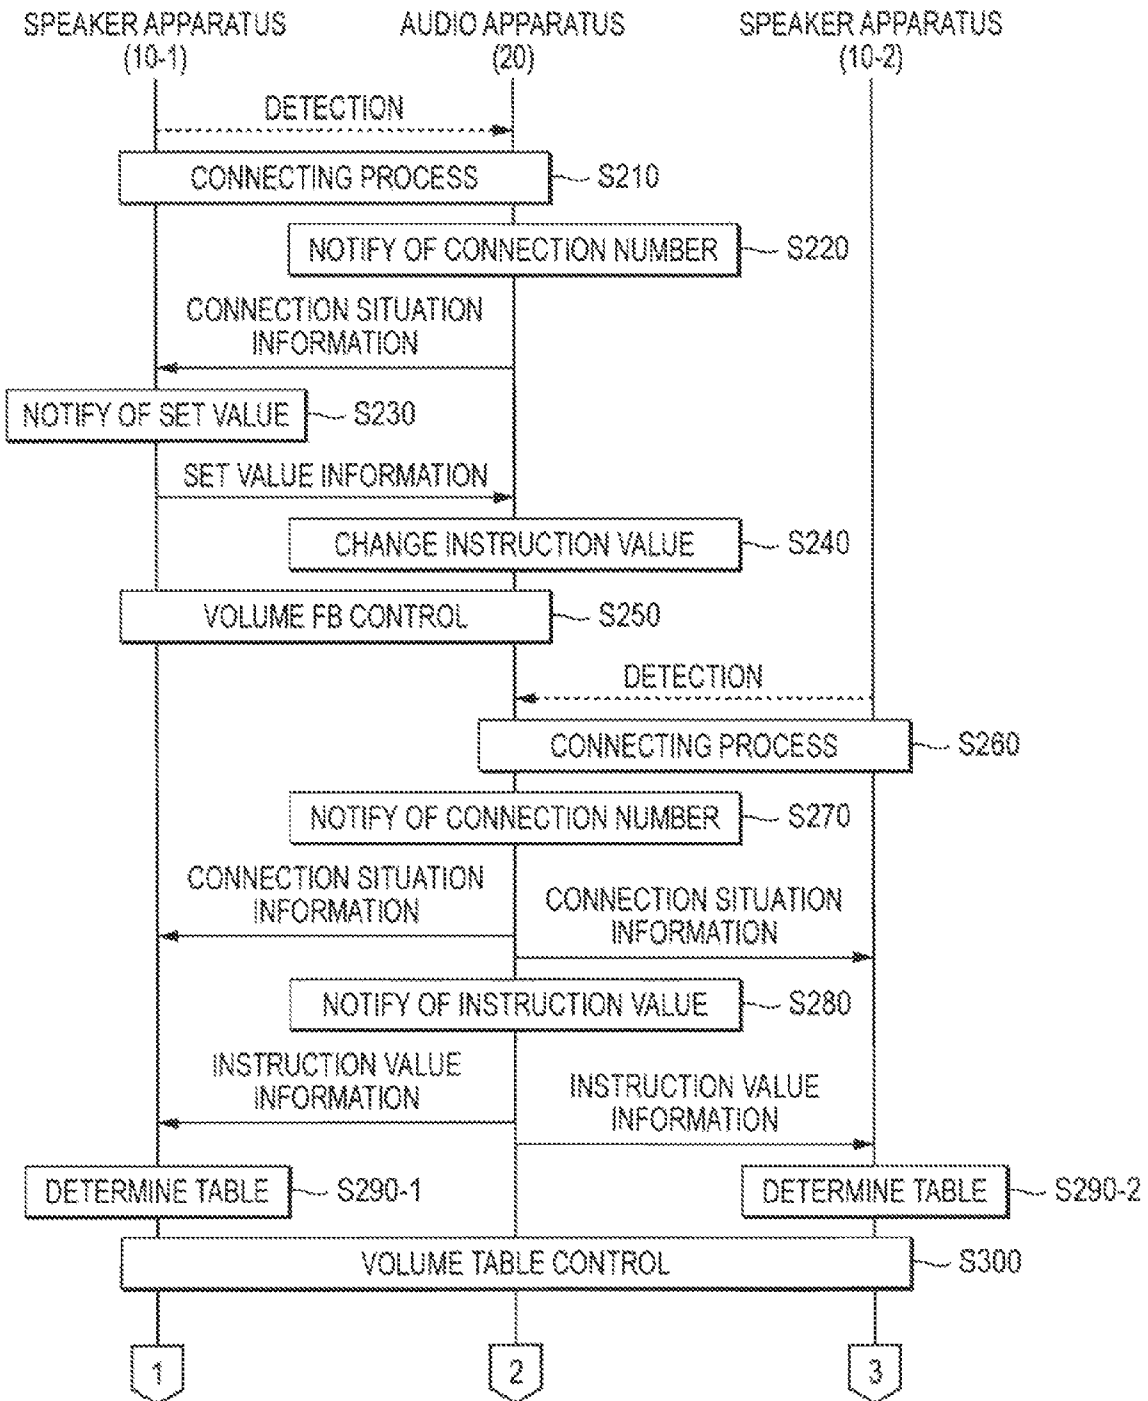 SPEAKER APPARATUS
(10-1)
AUDIO APPARATUS
(20)
SPEAKER APPARATUS
(10-2)
DETECTION
CONNECTING PROCESS
S210
NOTIFY OF CONNECTION NUMBER
S220
CONNECTION SITUATION
INFORMATION
NOTIFY OF SET VALUE
S230
SET VALUE INFORMATION
CHANGE INSTRUCTION VALUE
S240
VOLUME FB CONTROL
S250
DETECTION
CONNECTING PROCESS
S260
NOTIFY OF CONNECTION NUMBER
S270
CONNECTION SITUATION
INFORMATION
CONNECTION SITUATION
INFORMATION
NOTIFY OF INSTRUCTION VALUE
S280
INSTRUCTION VALUE
INFORMATION
INSTRUCTION VALUE
INFORMATION
DETERMINE TABLE
S290-1
DETERMINE TABLE
S290-2
VOLUME TABLE CONTROL
S300
1
2
3